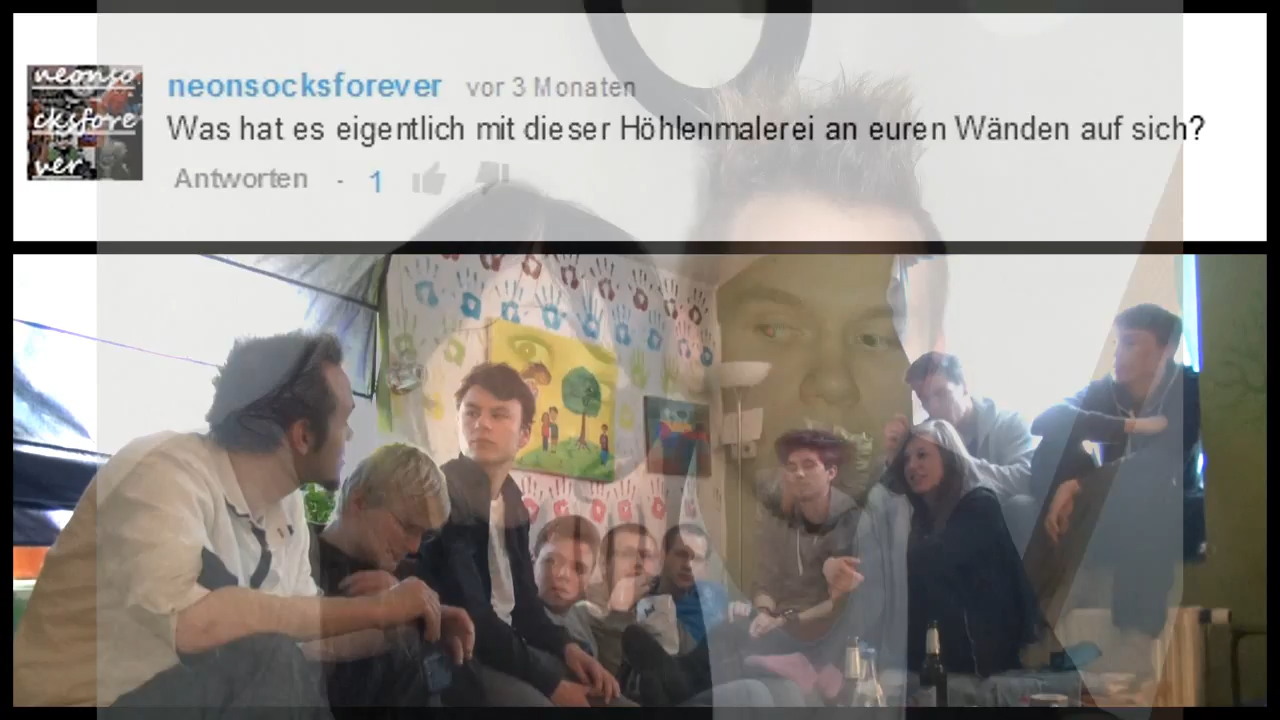 neonso
cksfore
ver
neonsocksforever vor 3 Monaten
Was hat es eigentlich mit dieser Höhlenmalerei an euren Wänden auf sich?
Antworten · 1